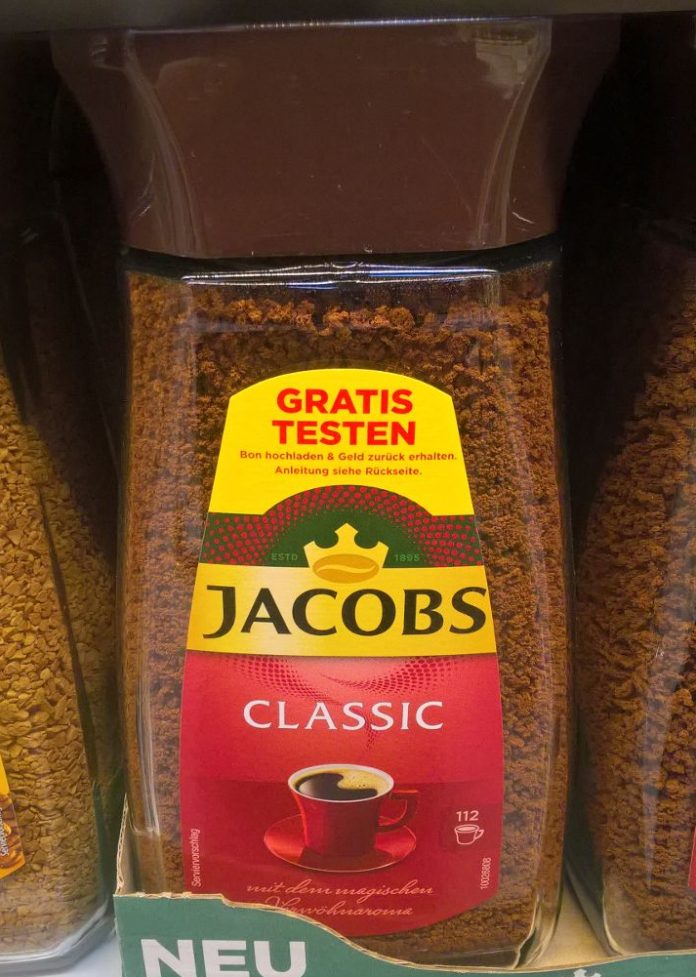 GRATIS
TESTEN
Bon hochladen & Geld zurück erhalten.
Anleitung siehe Rückseite.
ESTD 1895
JACOBS
CLASSIC
112
Serviervorschlag
10028808
mit dem magischen
Verwöhnaroma
NEU